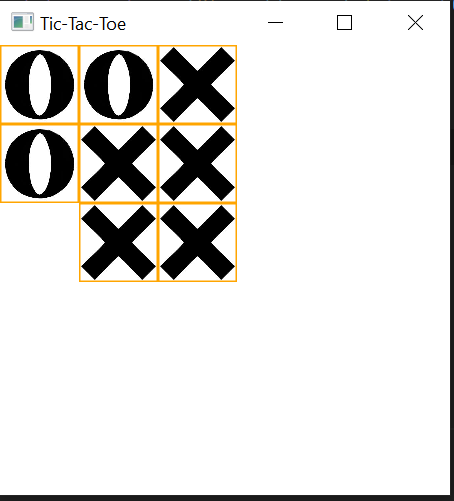 Tic-Tac-Toe
O O X
O X X
X X